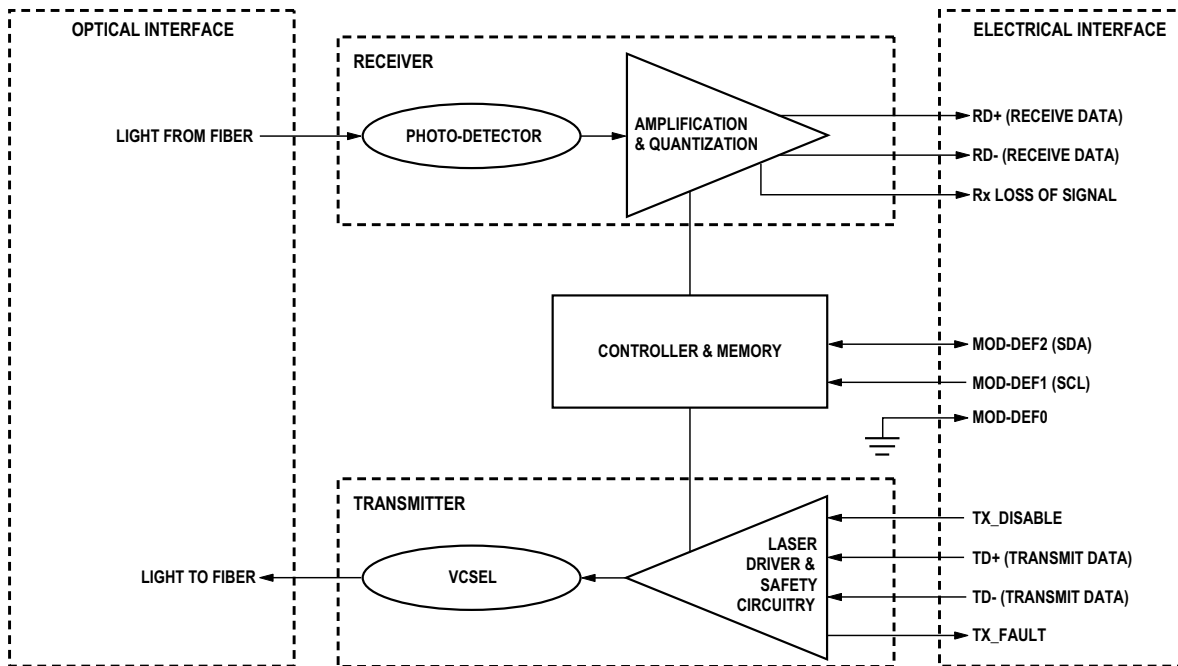 OPTICAL INTERFACE
ELECTRICAL INTERFACE
RECEIVER
LIGHT FROM FIBER
PHOTO-DETECTOR
AMPLIFICATION
& QUANTIZATION
RD+ (RECEIVE DATA)
RD- (RECEIVE DATA)
Rx LOSS OF SIGNAL
CONTROLLER & MEMORY
MOD-DEF2 (SDA)
MOD-DEF1 (SCL)
MOD-DEF0
TRANSMITTER
LIGHT TO FIBER
VCSEL
LASER
DRIVER &
SAFETY
CIRCUITRY
TX_DISABLE
TD+ (TRANSMIT DATA)
TD- (TRANSMIT DATA)
TX_FAULT